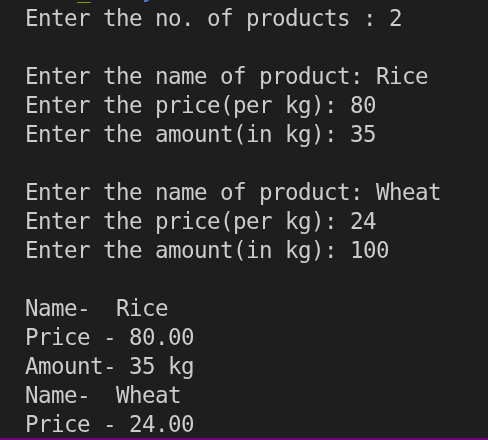 Enter the no. of products : 2
Enter the name of product: Rice
Enter the price(per kg): 80
Enter the amount(in kg): 35
Enter the name of product: Wheat
Enter the price(per kg): 24
Enter the amount(in kg): 100
Name-  Rice
Price - 80.00
Amount- 35 kg
Name-  Wheat
Price - 24.00